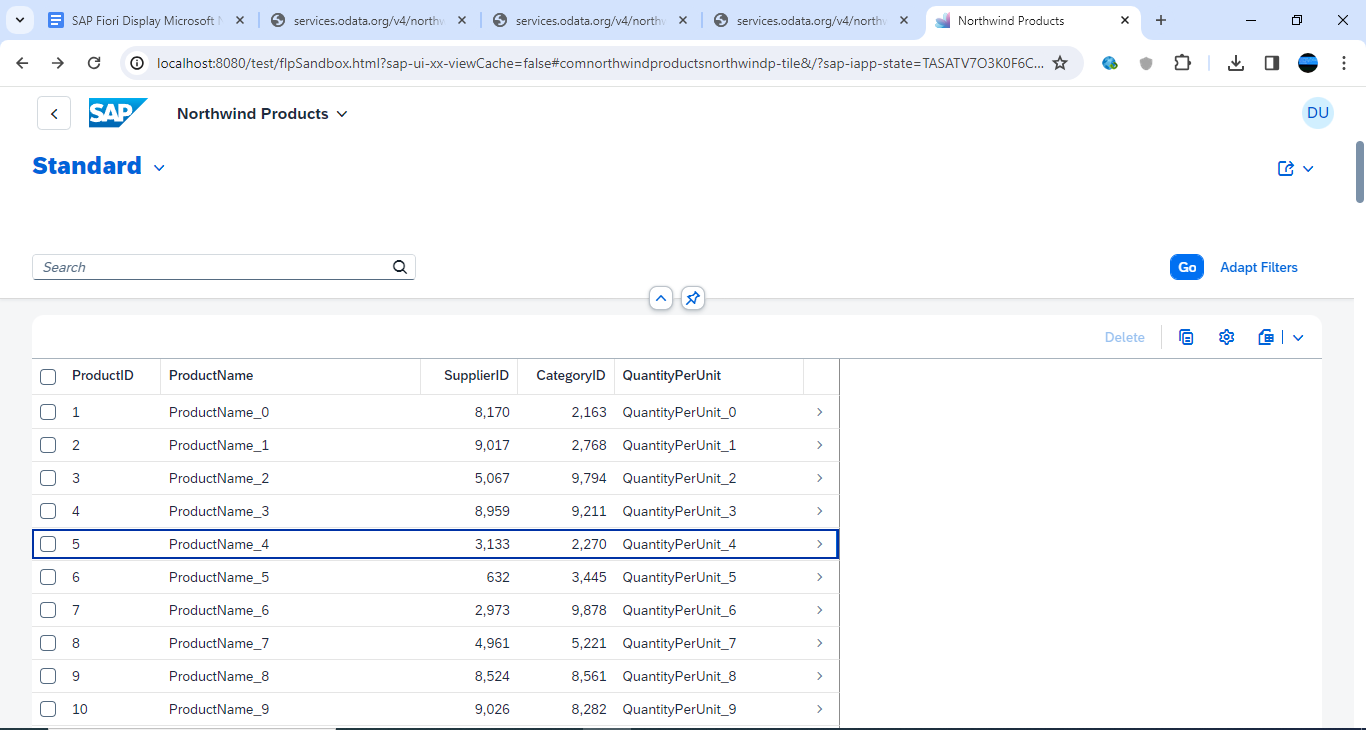 SAP Fiori Display Microsoft N
services.odata.org/v4/northw
services.odata.org/v4/northw
services.odata.org/v4/northw
Northwind Products
localhost:8080/test/flpSandbox.html?sap-ui-xx-viewCache=false#comnorthwindproductsnorthwindp-tile&/?sap-iapp-state=TASATV7O3K0F6C...
SAP Northwind Products DU
Standard
Search Go Adapt Filters
Delete
ProductID ProductName SupplierID CategoryID QuantityPerUnit
1 ProductName_0 8,170 2,163 QuantityPerUnit_0
2 ProductName_1 9,017 2,768 QuantityPerUnit_1
3 ProductName_2 5,067 9,794 QuantityPerUnit_2
4 ProductName_3 8,959 9,211 QuantityPerUnit_3
5 ProductName_4 3,133 2,270 QuantityPerUnit_4
6 ProductName_5 632 3,445 QuantityPerUnit_5
7 ProductName_6 2,973 9,878 QuantityPerUnit_6
8 ProductName_7 4,961 5,221 QuantityPerUnit_7
9 ProductName_8 8,524 8,561 QuantityPerUnit_8
10 ProductName_9 9,026 8,282 QuantityPerUnit_9